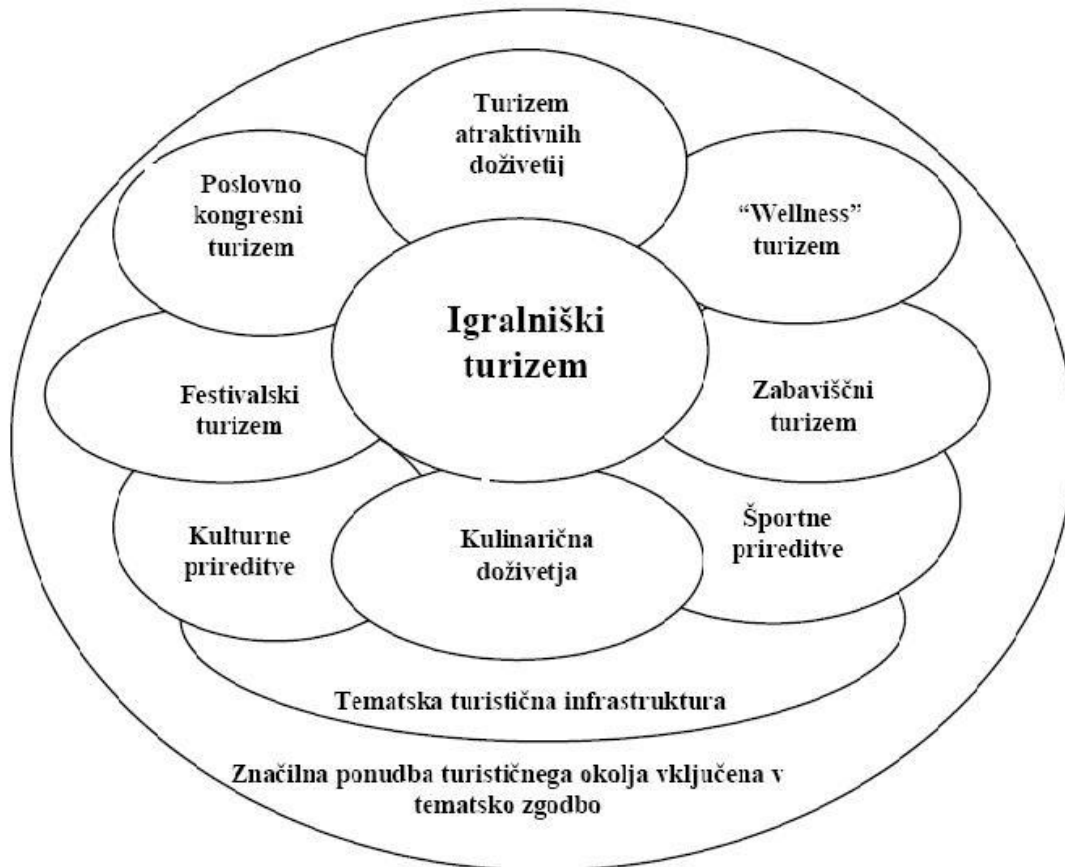 Turizem
atraktivnih
doživetij
Poslovno
kongresni
turizem
“Wellness”
turizem
Igralniški
turizem
Festivalski
turizem
Zabaviščni
turizem
Kulturne
prireditve
Kulinarična
doživetja
Športne
prireditve
Tematska turistična infrastruktura
Značilna ponudba turističnega okolja vključena v
tematsko zgodbo